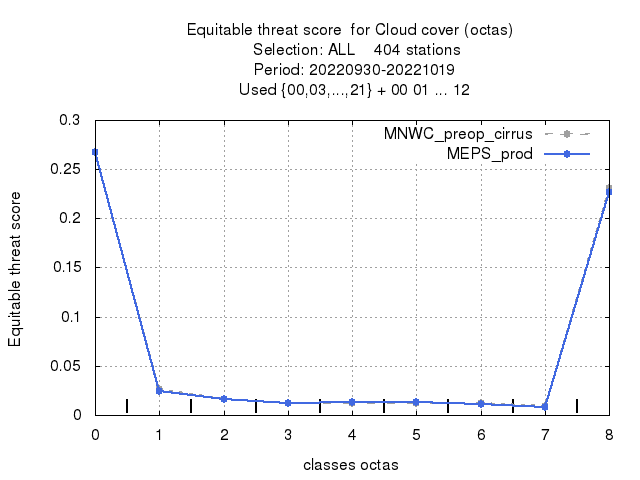 Equitable threat score  for Cloud cover (octas)
Selection: ALL    404 stations
Period: 20220930-20221019
Used {00,03,...,21} + 00 01 ... 12
MNWC_preop_cirrus
MEPS_prod
Equitable threat score
0.3
0.25
0.2
0.15
0.1
0.05
0
0 1 2 3 4 5 6 7 8
classes octas